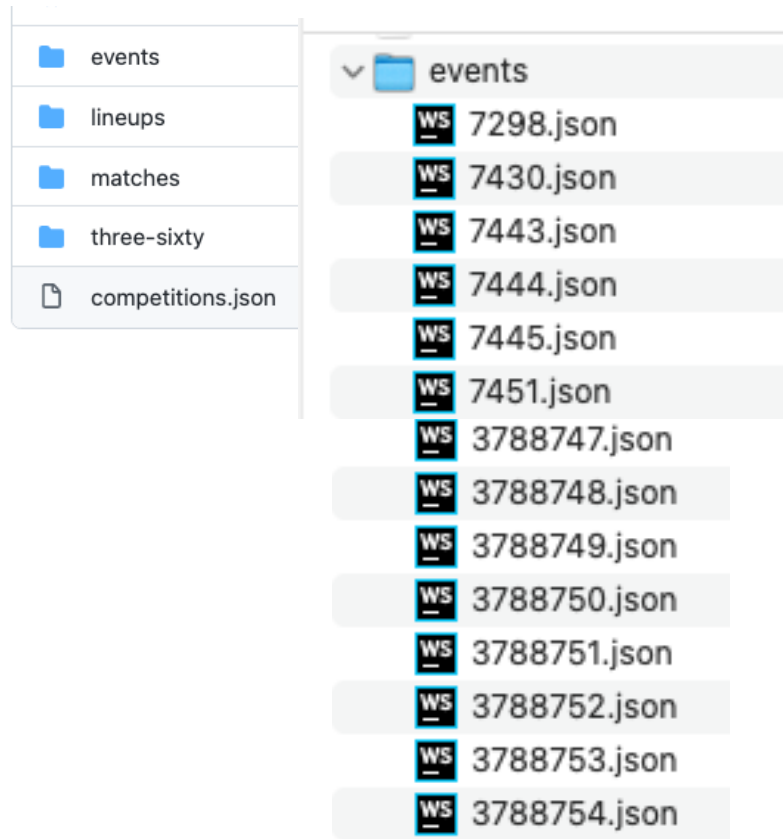 events
lineups
matches
three-sixty
competitions.json
events
WS 7298.json
WS 7430.json
WS 7443.json
WS 7444.json
WS 7445.json
WS 7451.json
WS 3788747.json
WS 3788748.json
WS 3788749.json
WS 3788750.json
WS 3788751.json
WS 3788752.json
WS 3788753.json
WS 3788754.json